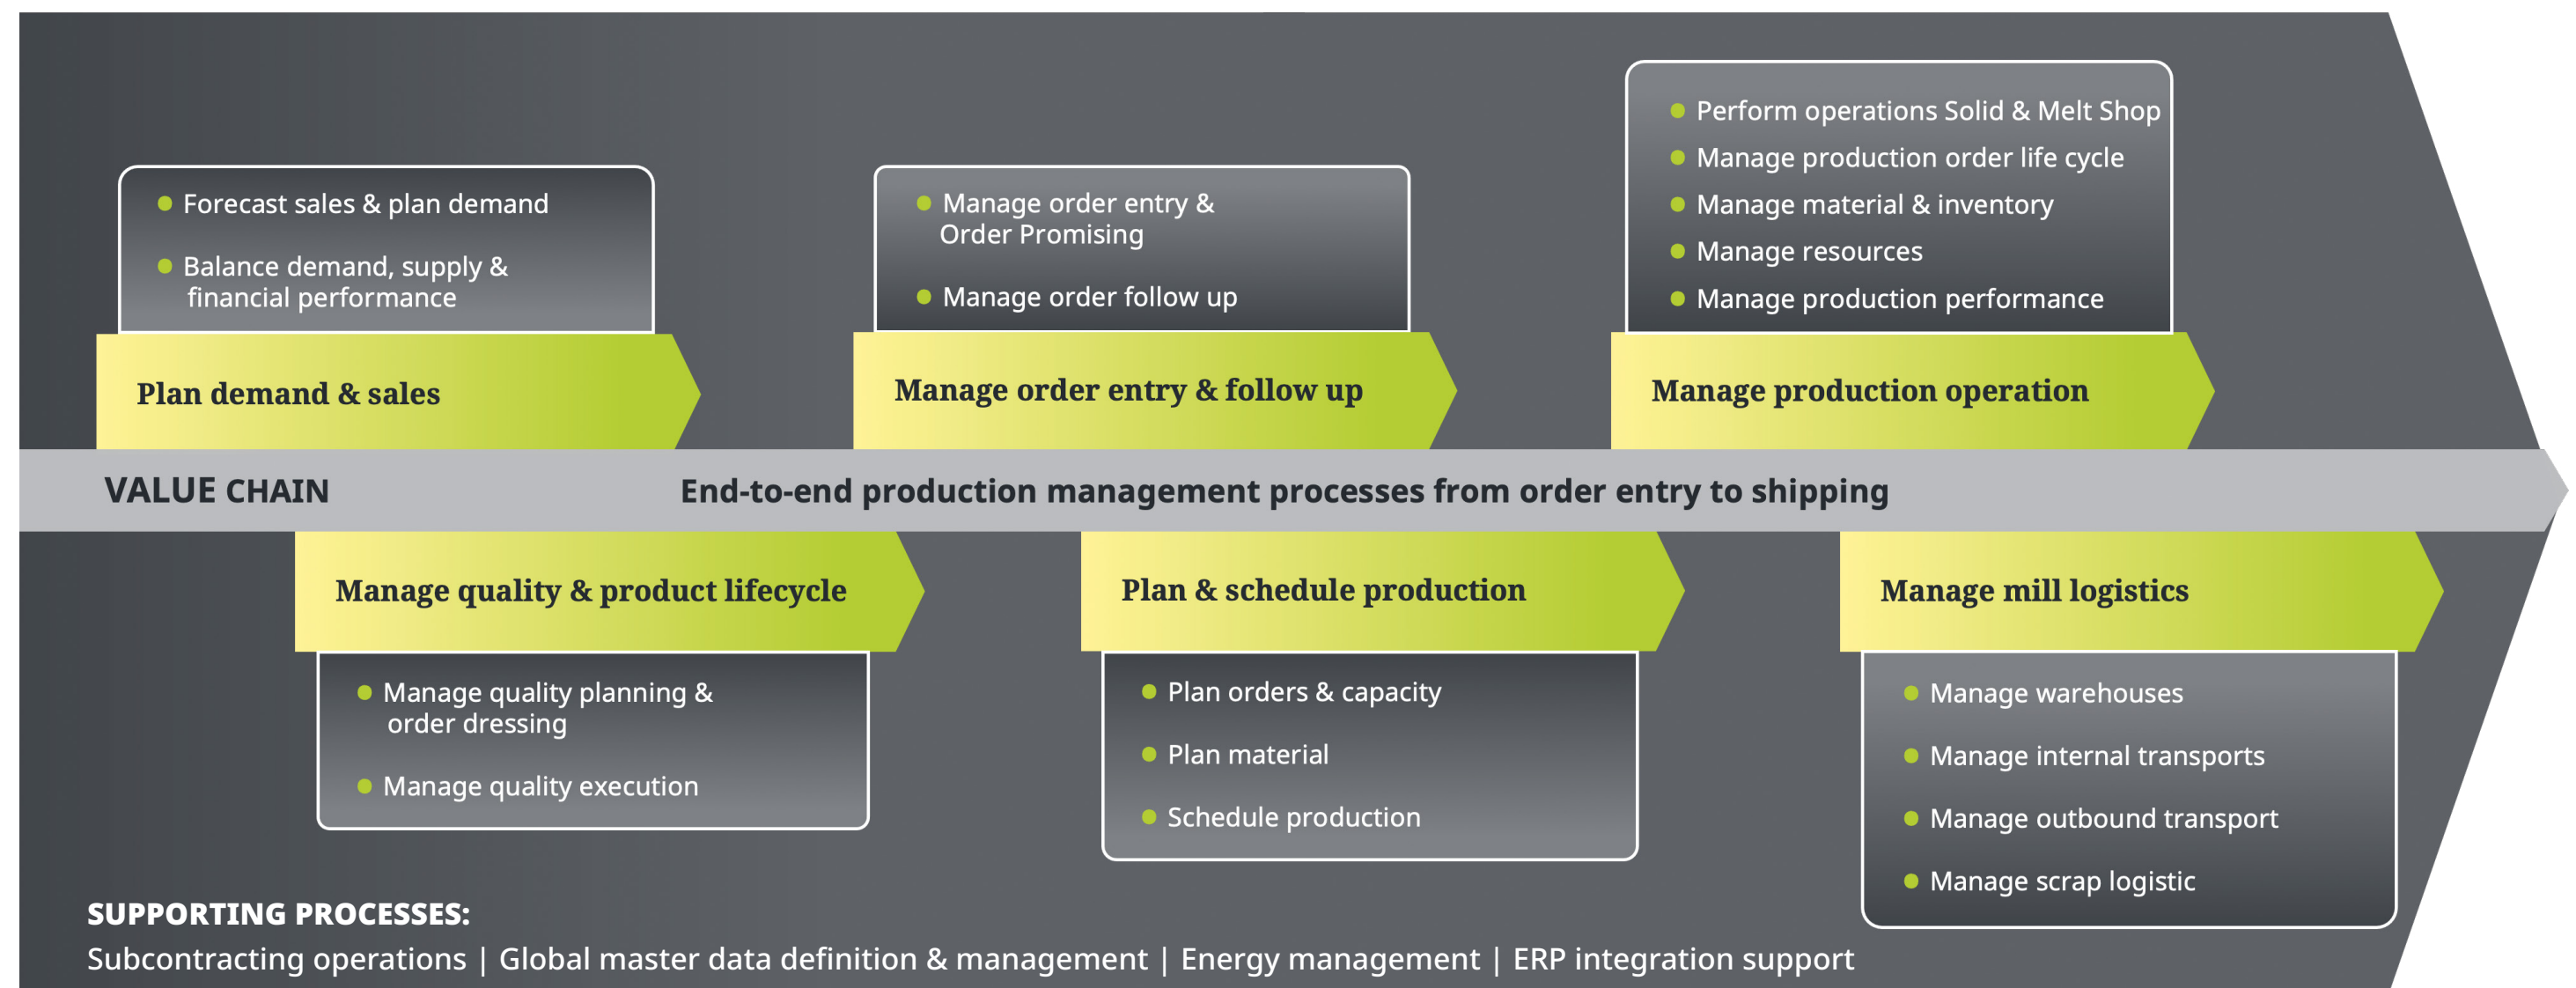 Forecast sales & plan demand
Balance demand, supply &
financial performance
Plan demand & sales
Manage order entry &
Order Promising
Manage order follow up
Manage order entry & follow up
Perform operations Solid & Melt Shop
Manage production order life cycle
Manage material & inventory
Manage resources
Manage production performance
Manage production operation
VALUE CHAIN
End-to-end production management processes from order entry to shipping
Manage quality & product lifecycle
Manage quality planning &
order dressing
Manage quality execution
Plan & schedule production
Plan orders & capacity
Plan material
Schedule production
Manage mill logistics
Manage warehouses
Manage internal transports
Manage outbound transport
Manage scrap logistic
SUPPORTING PROCESSES:
Subcontracting operations | Global master data definition & management | Energy management | ERP integration support